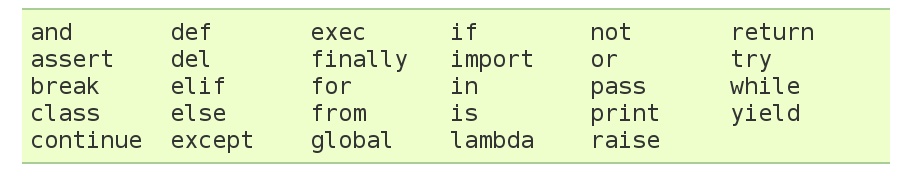 and def exec if not return
assert del finally import or try
break elif for in pass while
class else from is print yield
continue except global lambda raise